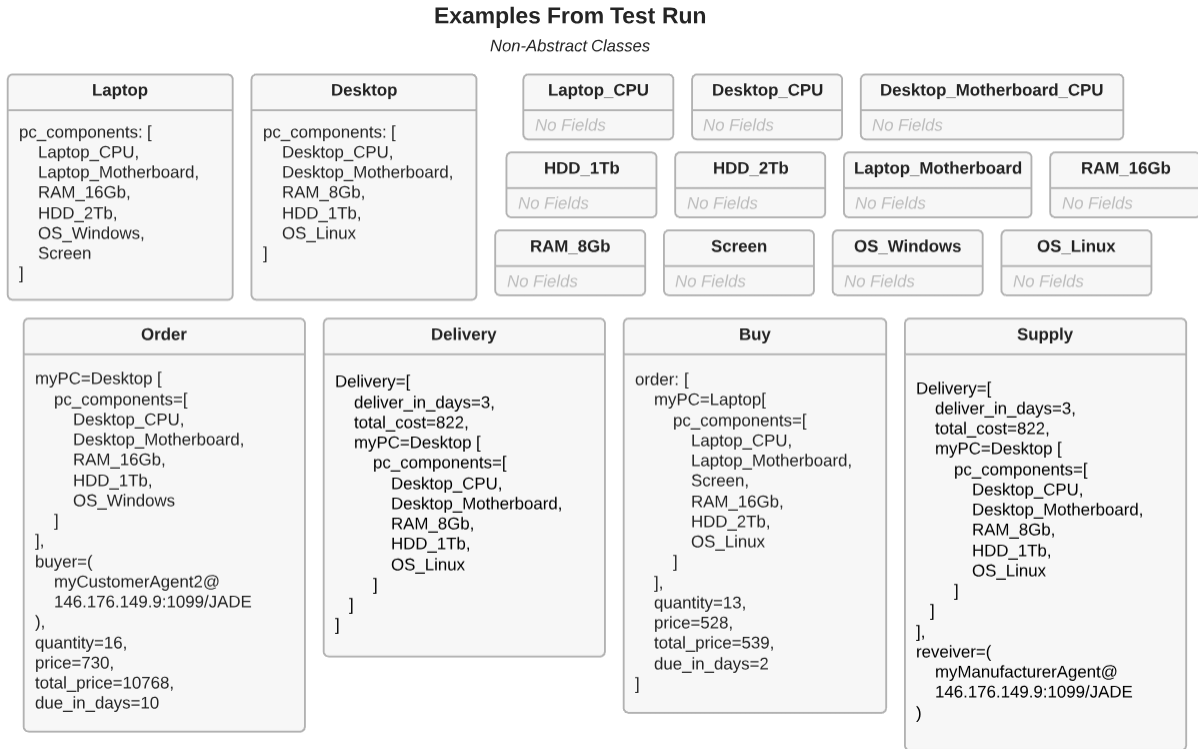 Examples From Test Run
Non-Abstract Classes
Laptop
pc_components: [
Laptop_CPU,
Laptop_Motherboard,
RAM_16Gb,
HDD_2Tb,
OS_Windows,
Screen
]
Desktop
pc_components: [
Desktop_CPU,
Desktop_Motherboard,
RAM_8Gb,
HDD_1Tb,
OS_Linux
]
Laptop_CPU
No Fields
Desktop_CPU
No Fields
Desktop_Motherboard_CPU
No Fields
HDD_1Tb
No Fields
HDD_2Tb
No Fields
Laptop_Motherboard
No Fields
RAM_16Gb
No Fields
RAM_8Gb
No Fields
Screen
No Fields
OS_Windows
No Fields
OS_Linux
No Fields
Order
myPC=Desktop [
pc_components=[
Desktop_CPU,
Desktop_Motherboard,
RAM_16Gb,
HDD_1Tb,
OS_Windows
]
],
buyer=(
myCustomerAgent2@
146.176.149.9:1099/JADE
),
quantity=16,
price=730,
total_price=10768,
due_in_days=10
Delivery
Delivery=[
deliver_in_days=3,
total_cost=822,
myPC=Desktop [
pc_components=[
Desktop_CPU,
Desktop_Motherboard,
RAM_8Gb,
HDD_1Tb,
OS_Linux
]
]
]
Buy
order: [
myPC=Laptop[
pc_components=[
Laptop_CPU,
Laptop_Motherboard,
Screen,
RAM_16Gb,
HDD_2Tb,
OS_Linux
]
],
quantity=13,
price=528,
total_price=539,
due_in_days=2
]
Supply
Delivery=[
deliver_in_days=3,
total_cost=822,
myPC=Desktop [
pc_components=[
Desktop_CPU,
Desktop_Motherboard,
RAM_8Gb,
HDD_1Tb,
OS_Linux
]
]
],
reveiver=(
myManufacturerAgent@
146.176.149.9:1099/JADE
)